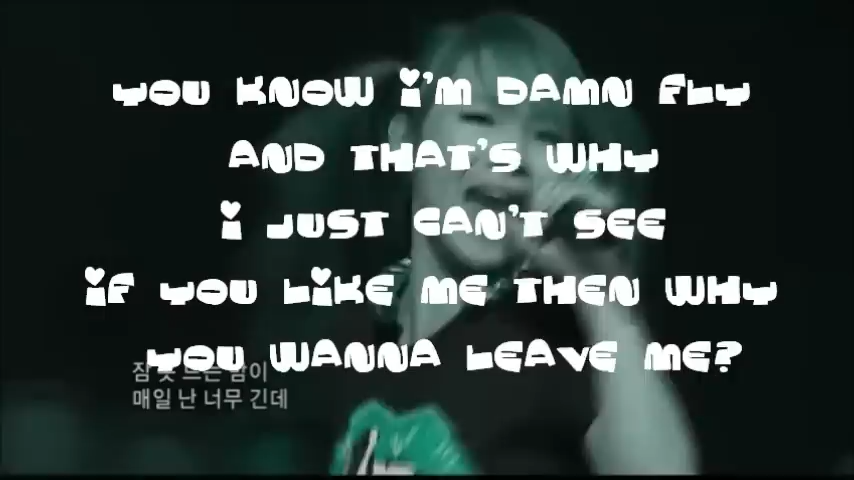 YOU KNOW I'M DAMN FLY
AND THAT'S WHY
I JUST CAN'T SEE
IF YOU LIKE ME THEN WHY
YOU WANNA LEAVE ME?
잠 못 드는 밤이
매일 난 너무 긴데